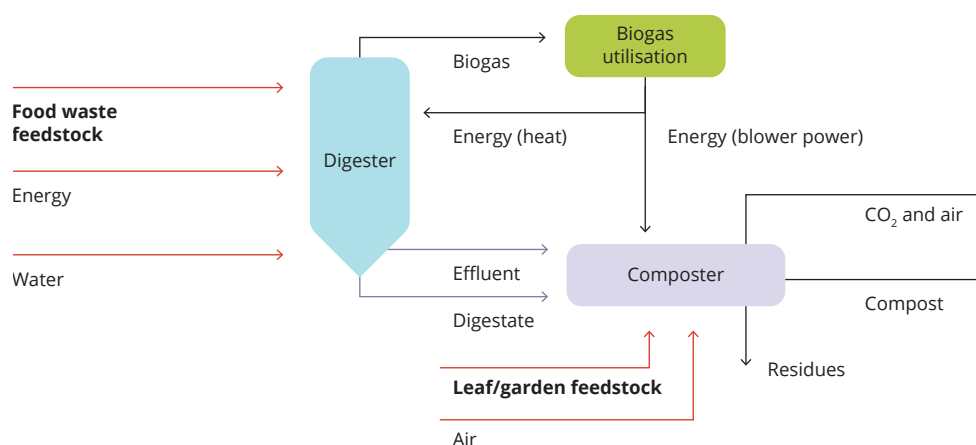 Biogas
utilisation
Biogas
Food waste
feedstock
Energy (heat)
Energy (blower power)
Digester
Energy
CO2 and air
Water
Effluent
Composter
Compost
Digestate
Residues
Leaf/garden feedstock
Air